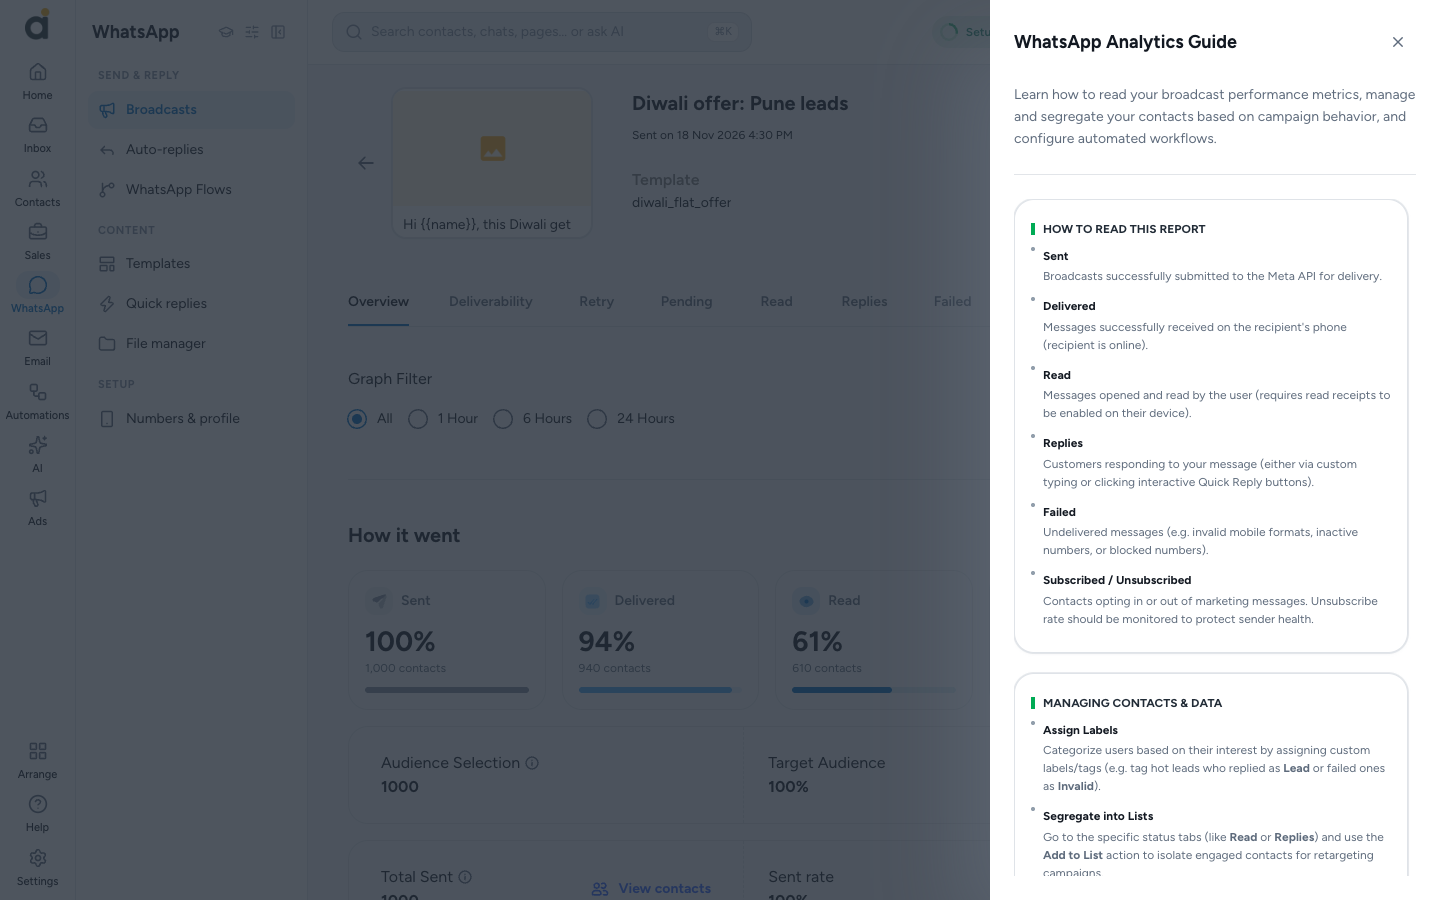 Home
Inbox
Contacts
Sales
WhatsApp
Email
Automations
AI
Ads
Arrange
Help
Settings
WhatsApp
SEND & REPLY
Broadcasts
Auto-replies
WhatsApp Flows
CONTENT
Templates
Quick replies
File manager
SETUP
Numbers & profile
Search contacts, chats, pages... or ask AI
⌘K
Setu
Hi {{name}}, this Diwali get
Diwali offer: Pune leads
Sent on 18 Nov 2026 4:30 PM
Template
diwali_flat_offer
Overview Deliverability Retry Pending Read Replies Failed
Graph Filter
All 1 Hour 6 Hours 24 Hours
How it went
Sent
100%
1,000 contacts
Delivered
94%
940 contacts
Read
61%
610 contacts
Audience Selection
1000
Target Audience
100%
Total Sent
1000
View contacts
Sent rate
100%
WhatsApp Analytics Guide
Learn how to read your broadcast performance metrics, manage
and segregate your contacts based on campaign behavior, and
configure automated workflows.
HOW TO READ THIS REPORT
Sent
Broadcasts successfully submitted to the Meta API for delivery.
Delivered
Messages successfully received on the recipient's phone
(recipient is online).
Read
Messages opened and read by the user (requires read receipts to
be enabled on their device).
Replies
Customers responding to your message (either via custom
typing or clicking interactive Quick Reply buttons).
Failed
Undelivered messages (e.g. invalid mobile formats, inactive
numbers, or blocked numbers).
Subscribed / Unsubscribed
Contacts opting in or out of marketing messages. Unsubscribe
rate should be monitored to protect sender health.
MANAGING CONTACTS & DATA
Assign Labels
Categorize users based on their interest by assigning custom
labels/tags (e.g. tag hot leads who replied as Lead or failed ones
as Invalid).
Segregate into Lists
Go to the specific status tabs (like Read or Replies) and use the
Add to List action to isolate engaged contacts for retargeting
campaigns.